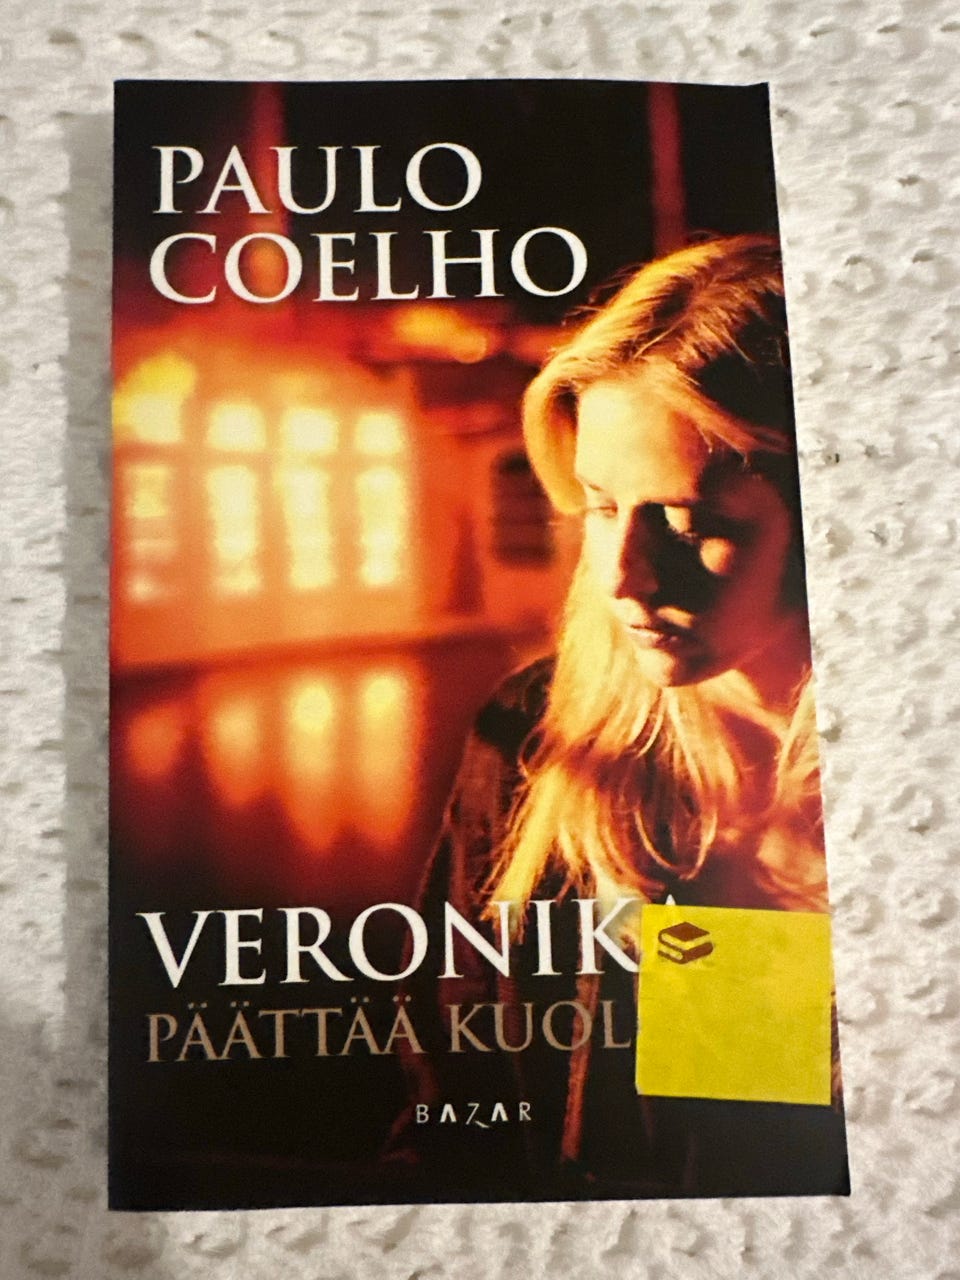 PAULO
COELHO
VERONIK
PÄÄTTÄÄ KUOL
BAZAR